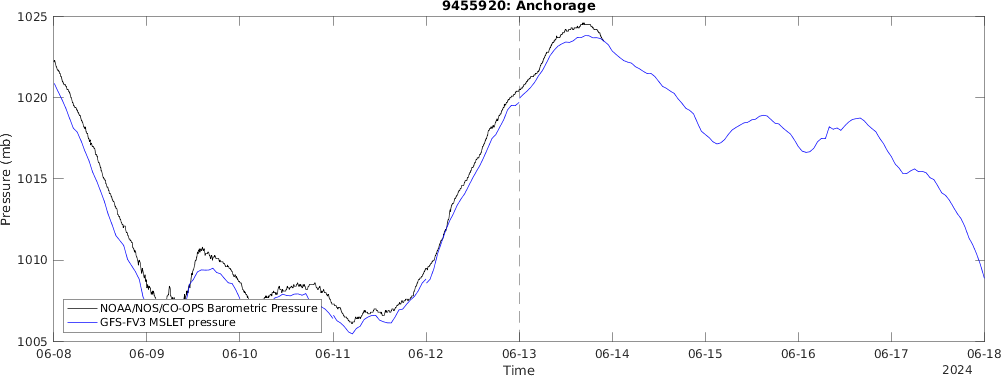 9455920: Anchorage
Pressure (mb)
1025
1020
1015
1010
1005
NOAA/NOS/CO-OPS Barometric Pressure
GFS-FV3 MSLET pressure
06-08 06-09 06-10 06-11 06-12 06-13 06-14 06-15 06-16 06-17 06-18
Time
2024